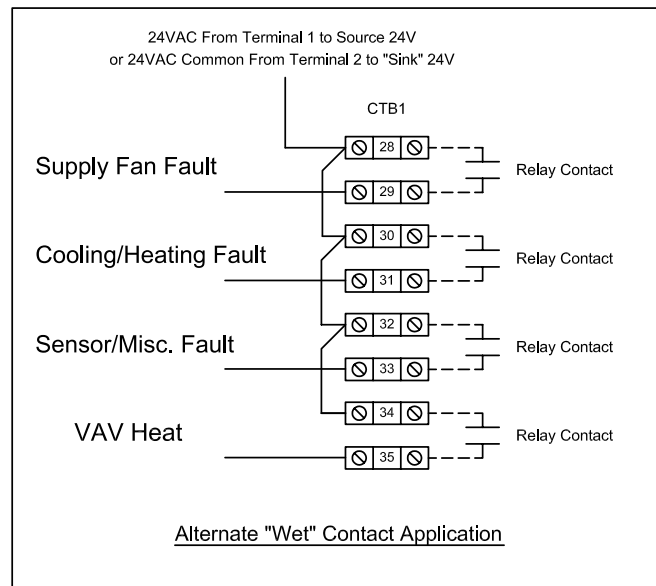 24VAC From Terminal 1 to Source 24V
or 24VAC Common From Terminal 2 to "Sink" 24V
CTB1
28
Supply Fan Fault
Relay Contact
29
30
Cooling/Heating Fault
Relay Contact
31
32
Sensor/Misc. Fault
Relay Contact
33
34
VAV Heat
Relay Contact
35
Alternate "Wet" Contact Application